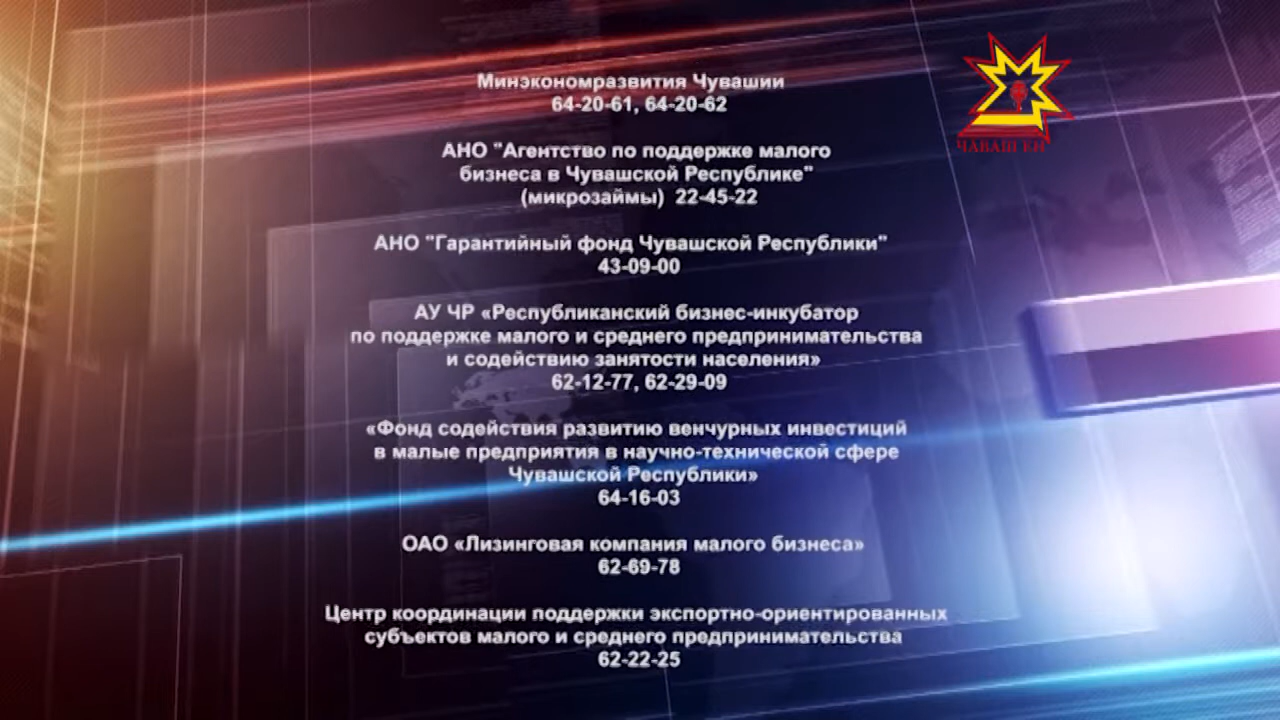 Минэкономразвития Чувашии
64-20-61, 64-20-62
АНО "Агентство по поддержке малого
бизнеса в Чувашской Республике"
(микрозаймы) 22-45-22
АНО "Гарантийный фонд Чувашской Республики"
43-09-00
АУ ЧР «Республиканский бизнес-инкубатор
по поддержке малого и среднего предпринимательства
и содействию занятости населения»
62-12-77, 62-29-09
«Фонд содействия развитию венчурных инвестиций
в малые предприятия в научно-технической сфере
Чувашской Республики»
64-16-03
ОАО «Лизинговая компания малого бизнеса»
62-69-78
Центр координации поддержки экспортно-ориентированных
субъектов малого и среднего предпринимательства
62-22-25
ЧАВАШ ЕН